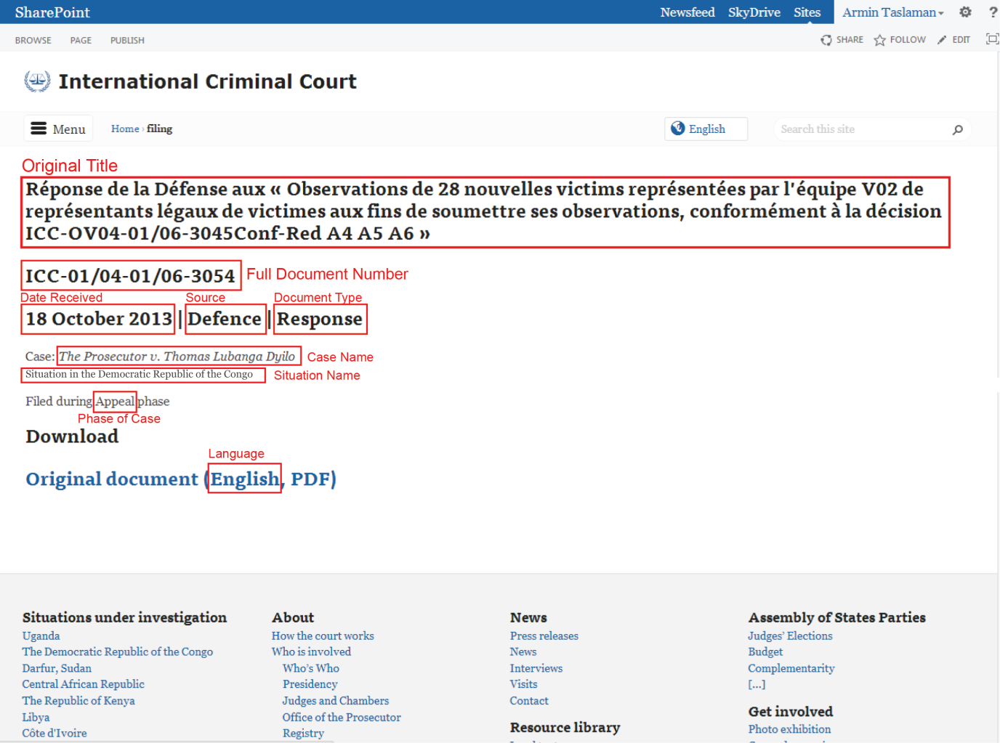 SharePoint Newsfeed SkyDrive Sites Armin Taslaman ?
BROWSE PAGE PUBLISH SHARE FOLLOW EDIT
International Criminal Court
Menu Home › filing English Search this site
Original Title
Réponse de la Défense aux « Observations de 28 nouvelles victims représentées par l'équipe V02 de
représentants légaux de victimes aux fins de soumettre ses observations, conformément à la décision
ICC-OV04-01/06-3045Conf-Red A4 A5 A6 »
ICC-01/04-01/06-3054 Full Document Number
Date Received Source Document Type
18 October 2013 | Defence | Response
Case: The Prosecutor v. Thomas Lubanga Dyilo Case Name
Situation in the Democratic Republic of the Congo Situation Name
Filed during Appeal phase
Phase of Case
Download
Language
Original document (English, PDF)
Situations under investigation
Uganda
The Democratic Republic of the Congo
Darfur, Sudan
Central African Republic
The Republic of Kenya
Libya
Côte d'Ivoire
About
How the court works
Who is involved
Who's Who
Presidency
Judges and Chambers
Office of the Prosecutor
Registry
News
Press releases
News
Interviews
Visits
Contact
Resource library
Assembly of States Parties
Judges' Elections
Budget
Complementarity
[...]
Get involved
Photo exhibition